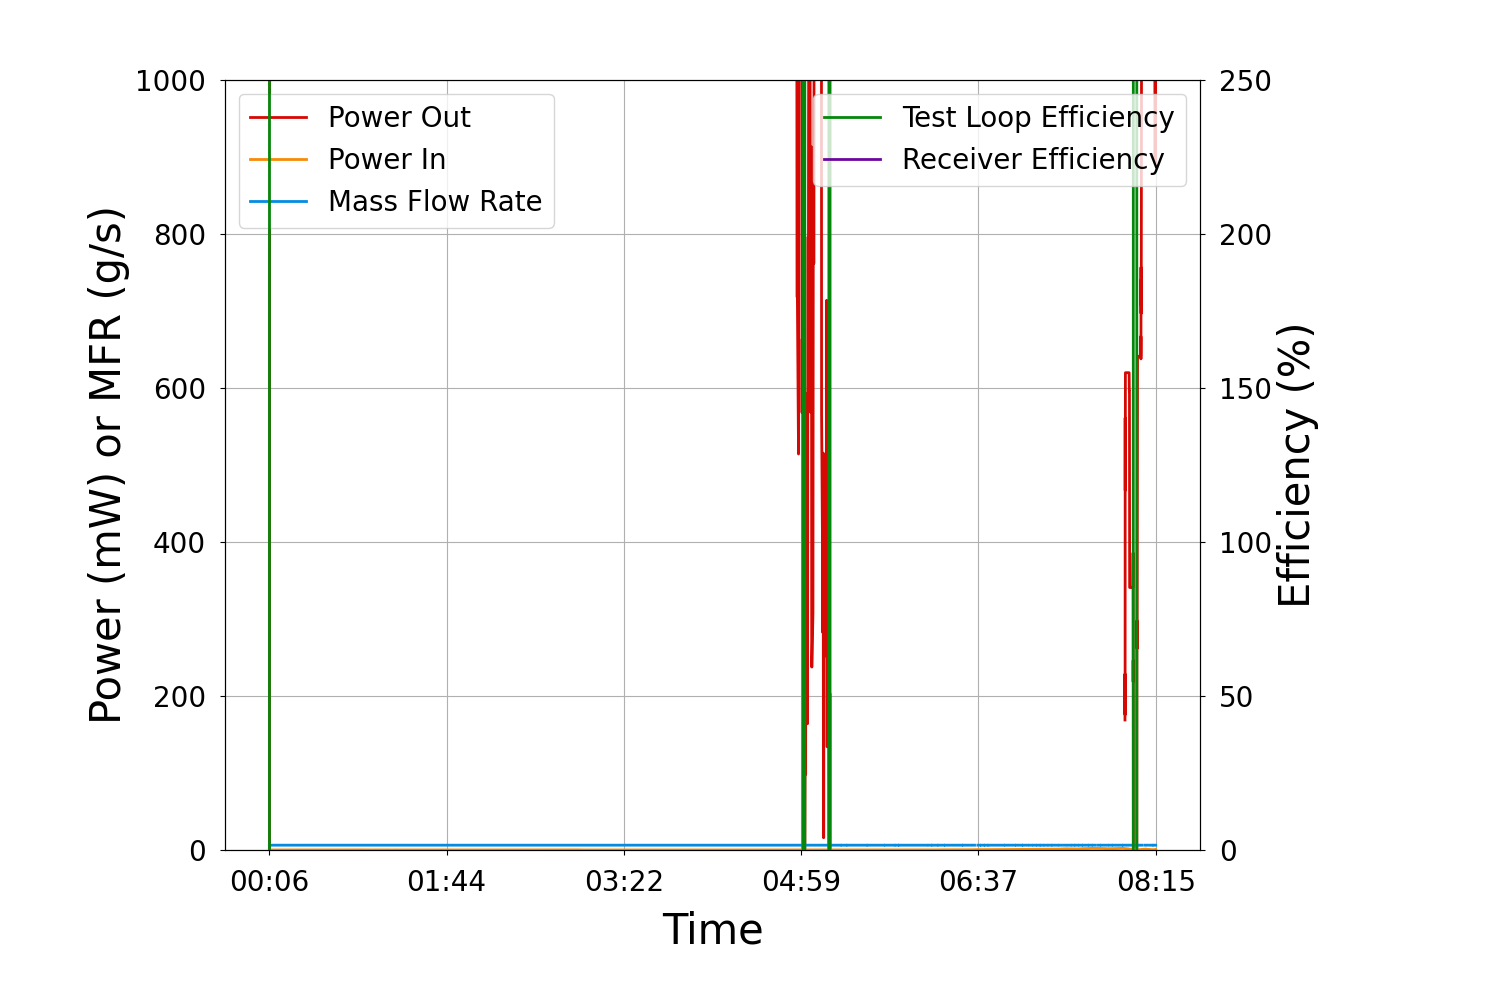 1000
800
600
400
200
0
Power (mW) or MFR (g/s)
Power Out
Power In
Mass Flow Rate
Test Loop Efficiency
Receiver Efficiency
250
200
150
100
50
0
Efficiency (%)
00:06 01:44 03:22 04:59 06:37 08:15
Time